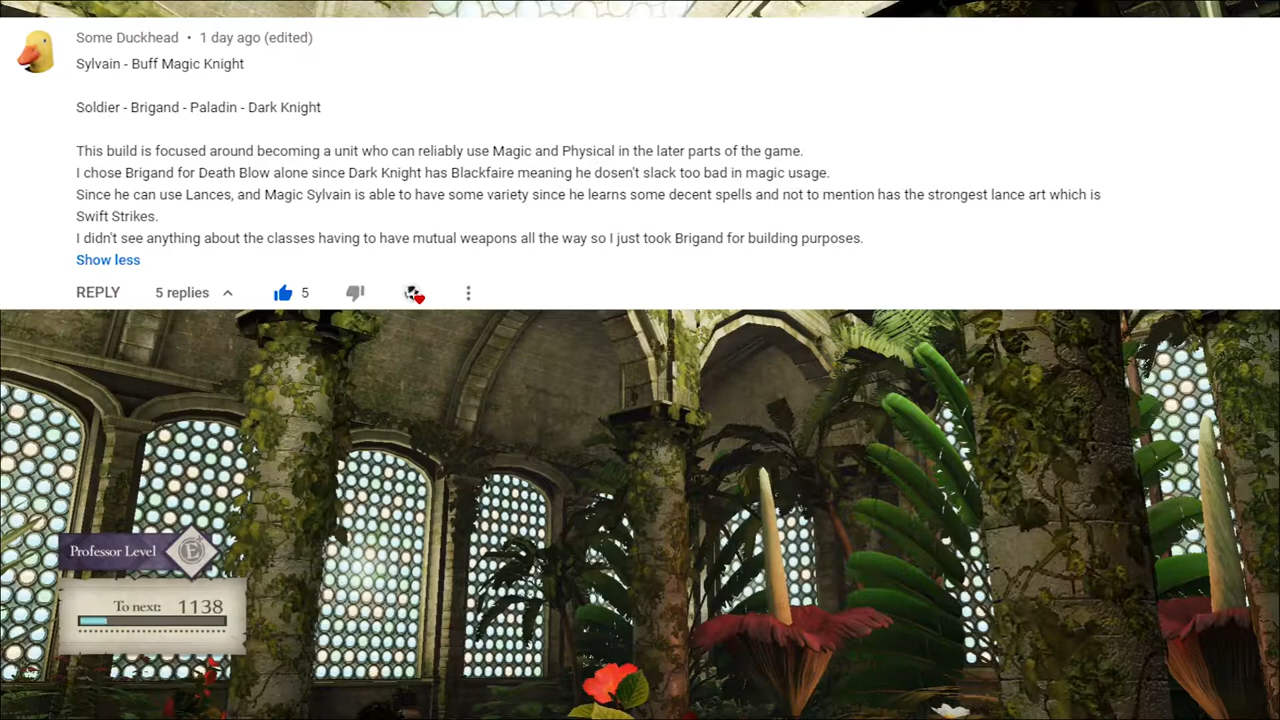 Some Duckhead • 1 day ago (edited)
Sylvain - Buff Magic Knight
Soldier - Brigand - Paladin - Dark Knight
This build is focused around becoming a unit who can reliably use Magic and Physical in the later parts of the game.
I chose Brigand for Death Blow alone since Dark Knight has Blackfaire meaning he dosen't slack too bad in magic usage.
Since he can use Lances, and Magic Sylvain is able to have some variety since he learns some decent spells and not to mention has the strongest lance art which is
Swift Strikes.
I didn't see anything about the classes having to have mutual weapons all the way so I just took Brigand for building purposes.
Show less
REPLY 5 replies 5
Professor Level E
To next: 1138